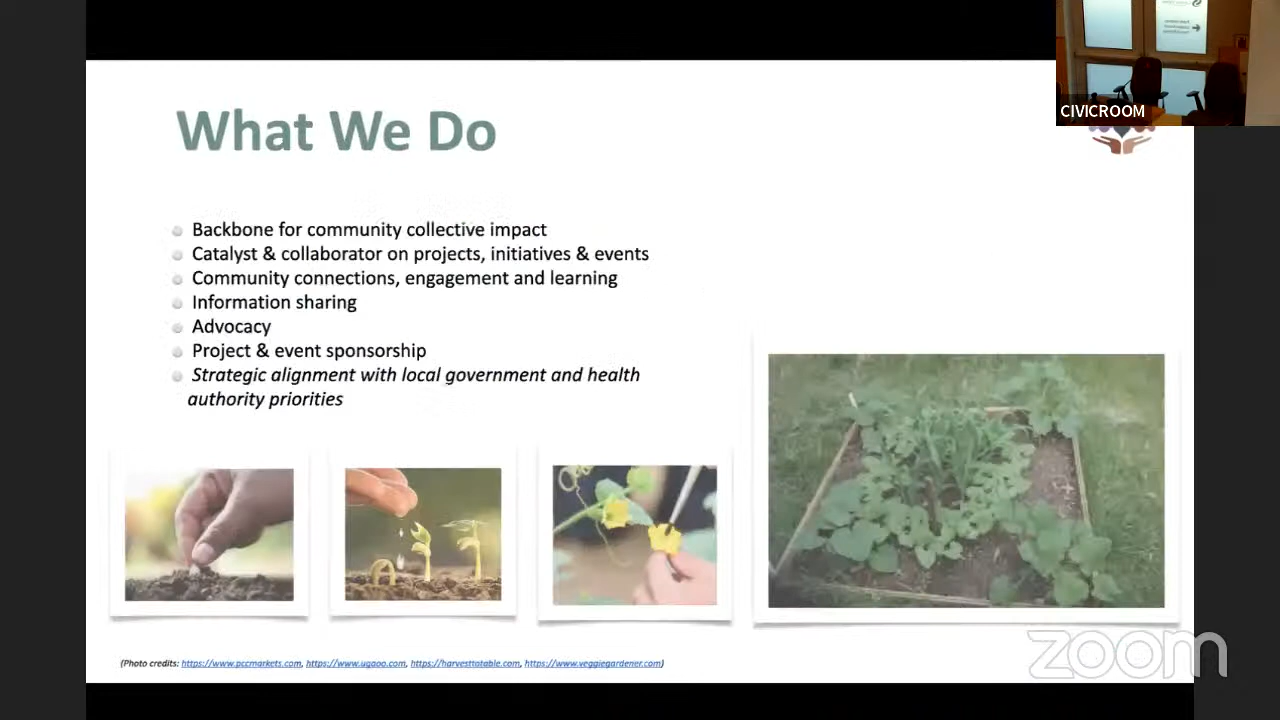 What We Do
CIVICROOM
Backbone for community collective impact
Catalyst & collaborator on projects, initiatives & events
Community connections, engagement and learning
Information sharing
Advocacy
Project & event sponsorship
Strategic alignment with local government and health
authority priorities
(Photo credits: https://www.pccmarkets.com, https://www.ugaoo.com, https://harvesttotable.com, https://www.veggiegardener.com)
zoom